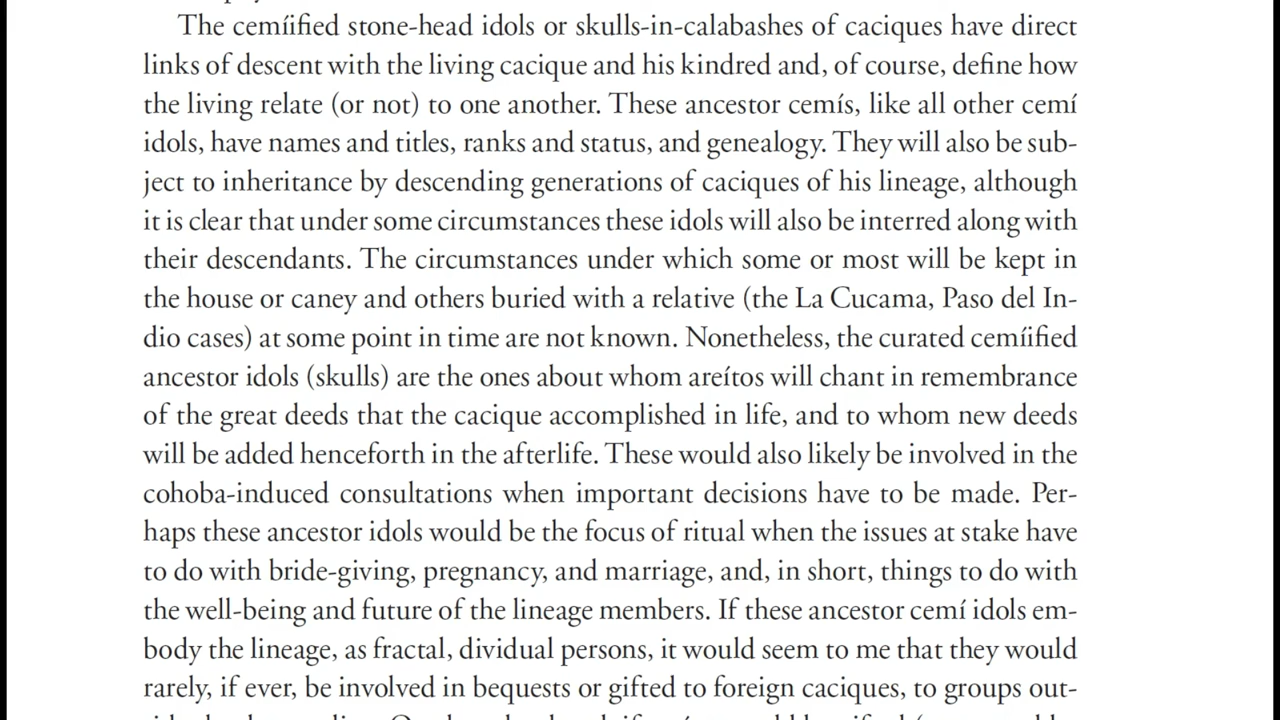 The cemíified stone-head idols or skulls-in-calabashes of caciques have direct
links of descent with the living cacique and his kindred and, of course, define how
the living relate (or not) to one another. These ancestor cemís, like all other cemí
idols, have names and titles, ranks and status, and genealogy. They will also be sub-
ject to inheritance by descending generations of caciques of his lineage, although
it is clear that under some circumstances these idols will also be interred along with
their descendants. The circumstances under which some or most will be kept in
the house or caney and others buried with a relative (the La Cucama, Paso del In-
dio cases) at some point in time are not known. Nonetheless, the curated cemíified
ancestor idols (skulls) are the ones about whom areítos will chant in remembrance
of the great deeds that the cacique accomplished in life, and to whom new deeds
will be added henceforth in the afterlife. These would also likely be involved in the
cohoba-induced consultations when important decisions have to be made. Per-
haps these ancestor idols would be the focus of ritual when the issues at stake have
to do with bride-giving, pregnancy, and marriage, and, in short, things to do with
the well-being and future of the lineage members. If these ancestor cemí idols em-
body the lineage, as fractal, dividual persons, it would seem to me that they would
rarely, if ever, be involved in bequests or gifted to foreign caciques, to groups out-